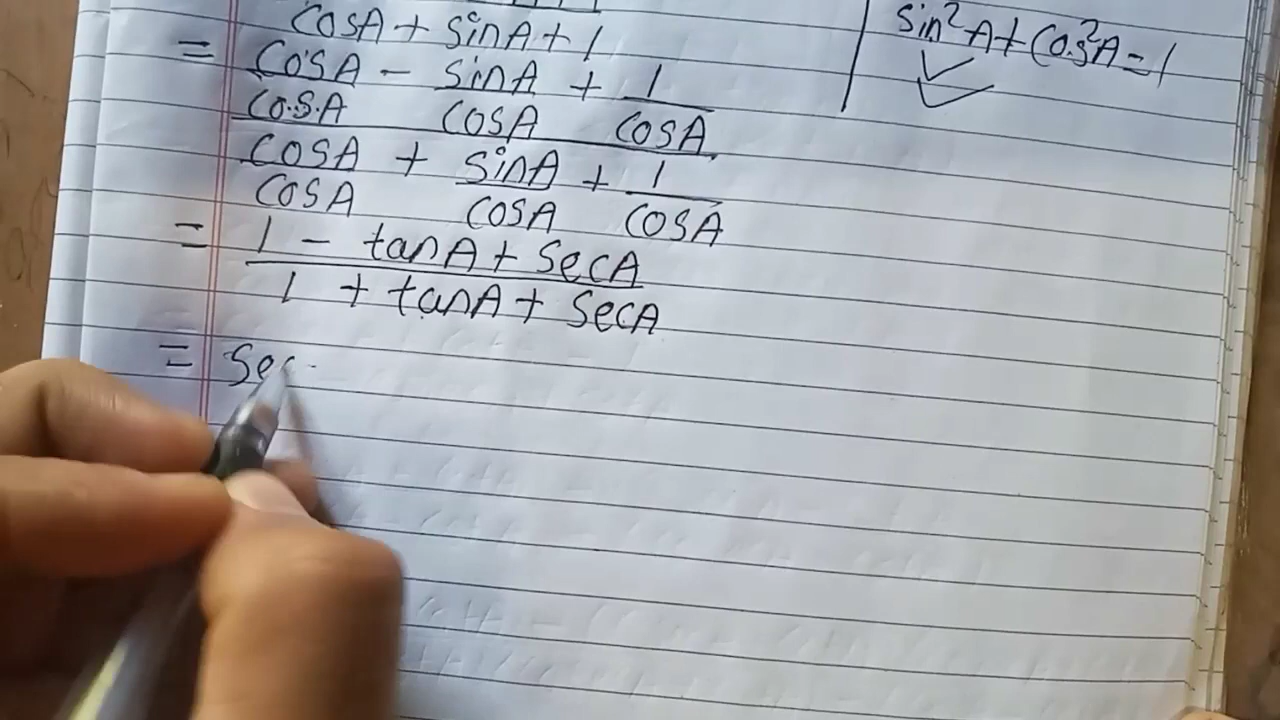 cosA + sinA + 1
= cosA/cosA - sinA/cosA + 1/cosA
cosA/cosA + sinA/cosA + 1/cosA
= 1 - tanA + secA
1 + tanA + secA
= sec
sin²A + cos²A = 1